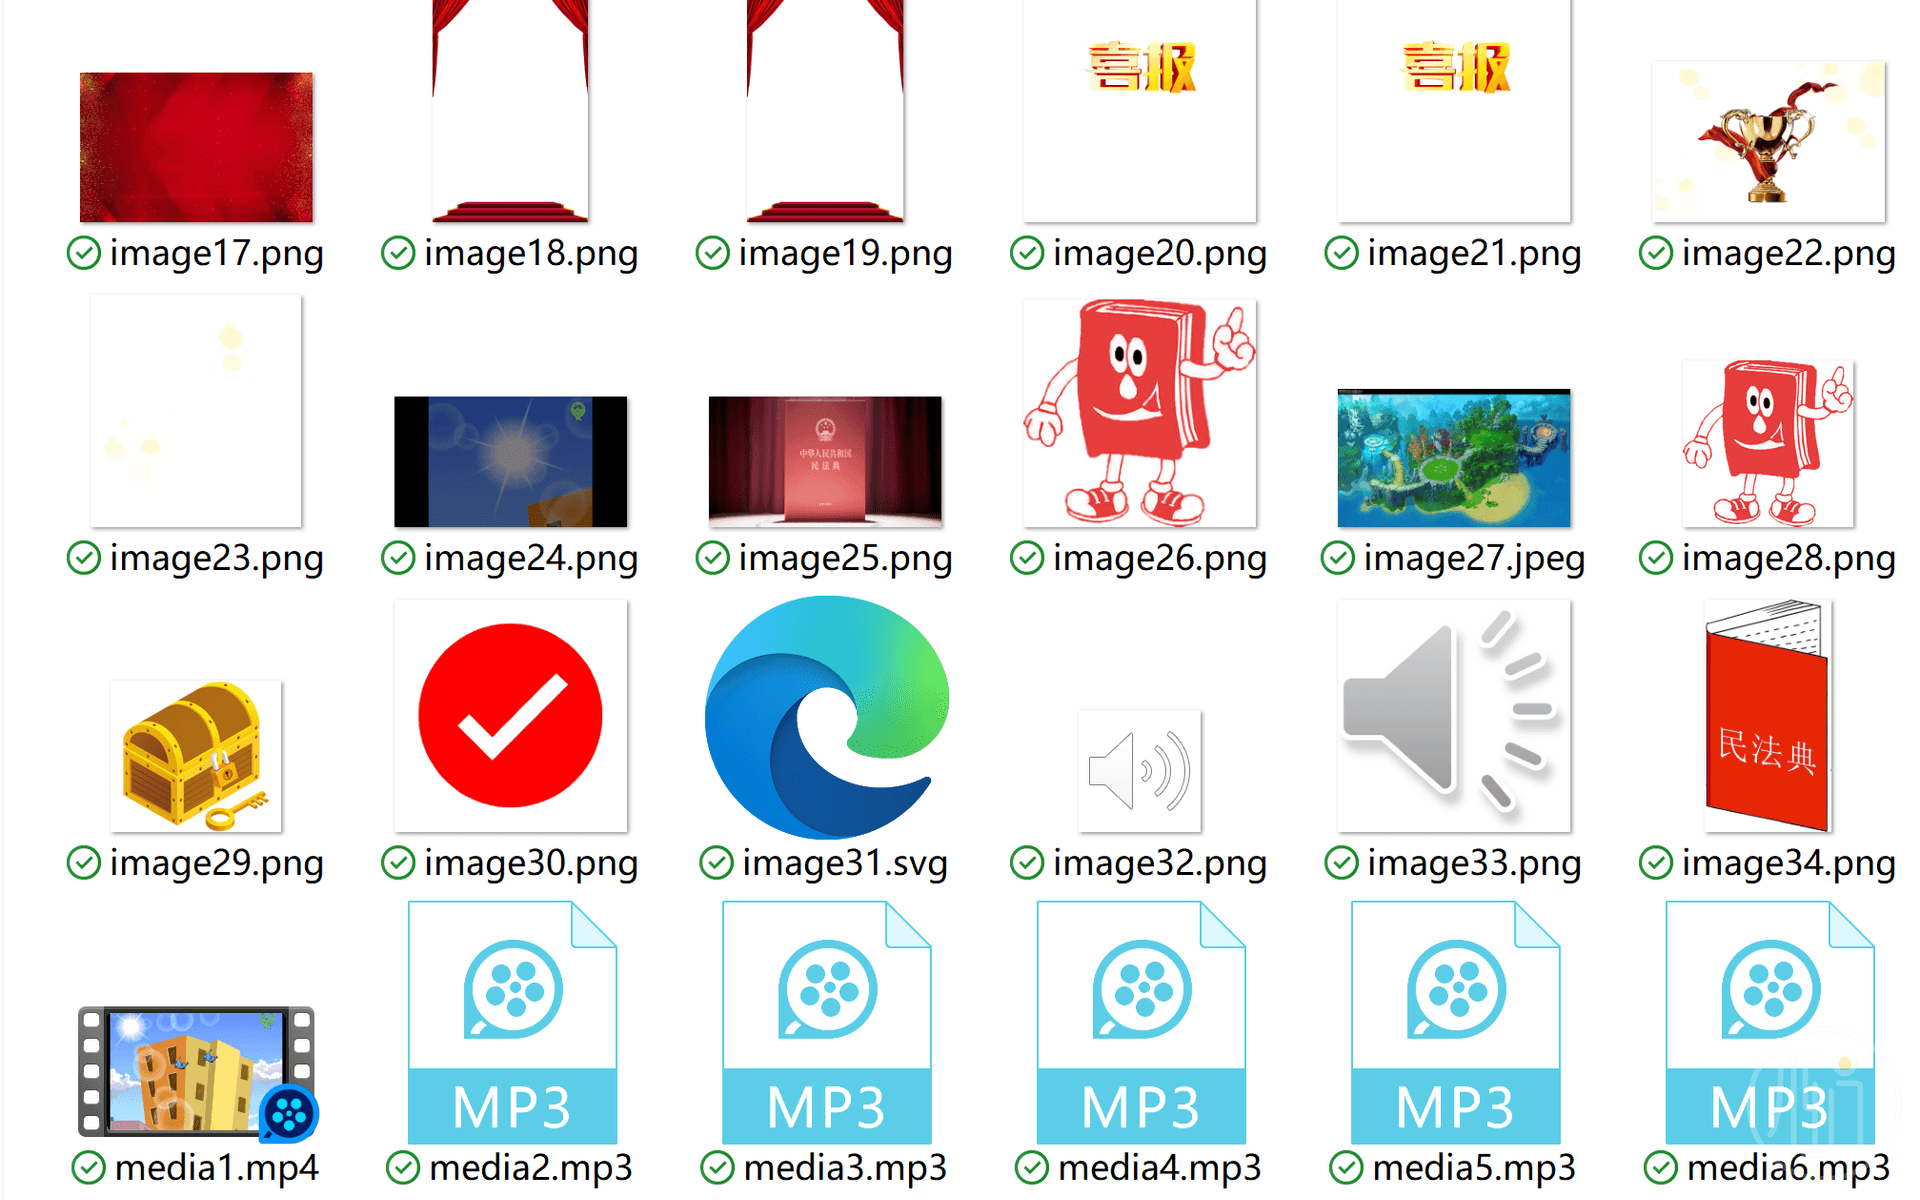 喜报
喜报
image17.png
image18.png
image19.png
image20.png
image21.png
image22.png
中华人民共和国
民法典
image23.png
image24.png
image25.png
image26.png
image27.jpeg
image28.png
民法典
image29.png
image30.png
image31.svg
image32.png
image33.png
image34.png
MP3
MP3
MP3
MP3
MP3
media1.mp4
media2.mp3
media3.mp3
media4.mp3
media5.mp3
media6.mp3